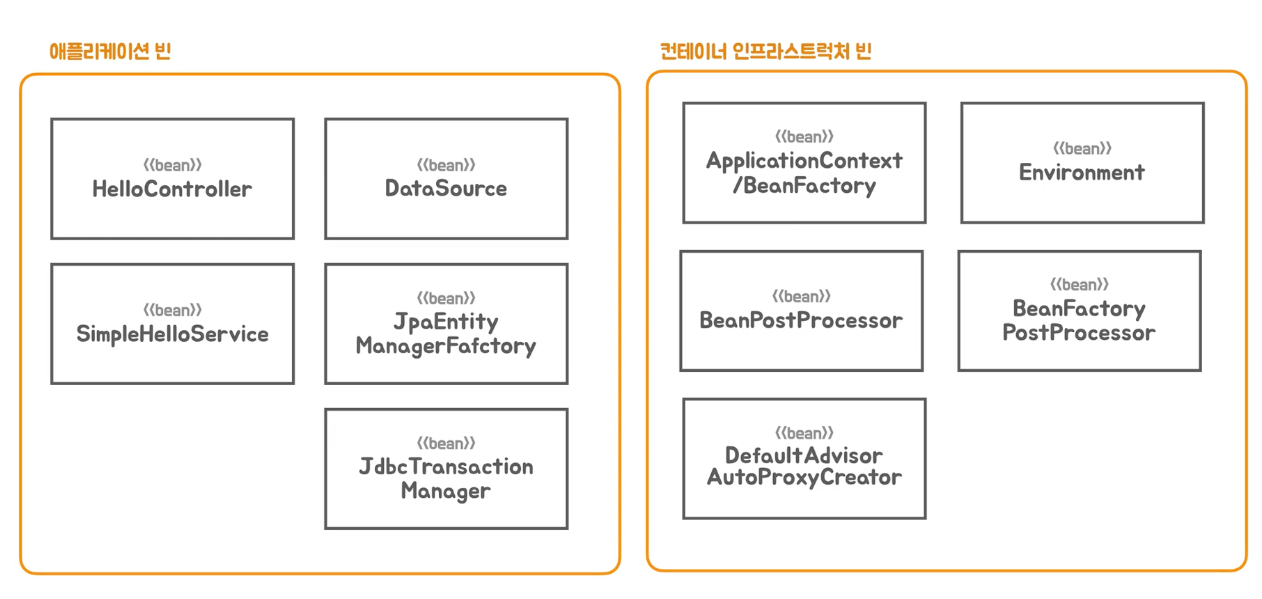 애플리케이션 빈
<<bean>>
HelloController
<<bean>>
DataSource
<<bean>>
SimpleHelloService
<<bean>>
JpaEntity
ManagerFafctory
<<bean>>
JdbcTransaction
Manager
컨테이너 인프라스트럭처 빈
<<bean>>
ApplicationContext
/BeanFactory
<<bean>>
Environment
<<bean>>
BeanPostProcessor
<<bean>>
BeanFactory
PostProcessor
<<bean>>
DefaultAdvisor
AutoProxyCreator